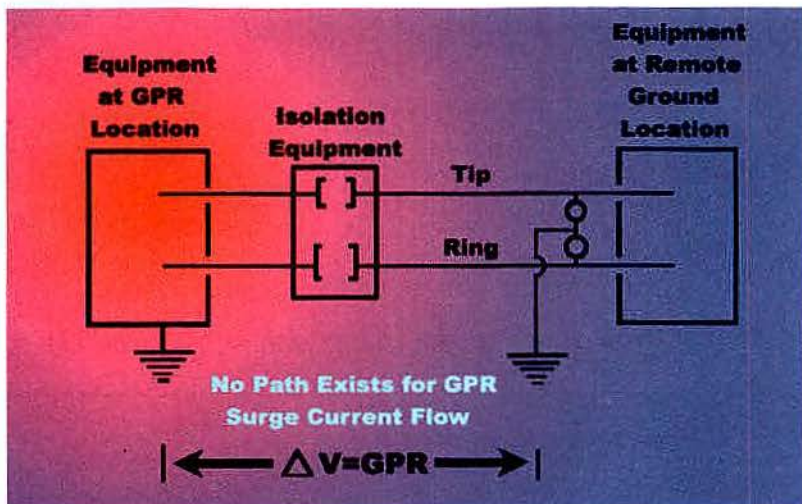 Equipment
at GPR
Location
Isolation
Equipment
Equipment
at Remote
Ground
Location
Tip
Ring
No Path Exists for GPR
Surge Current Flow
△ V=GPR